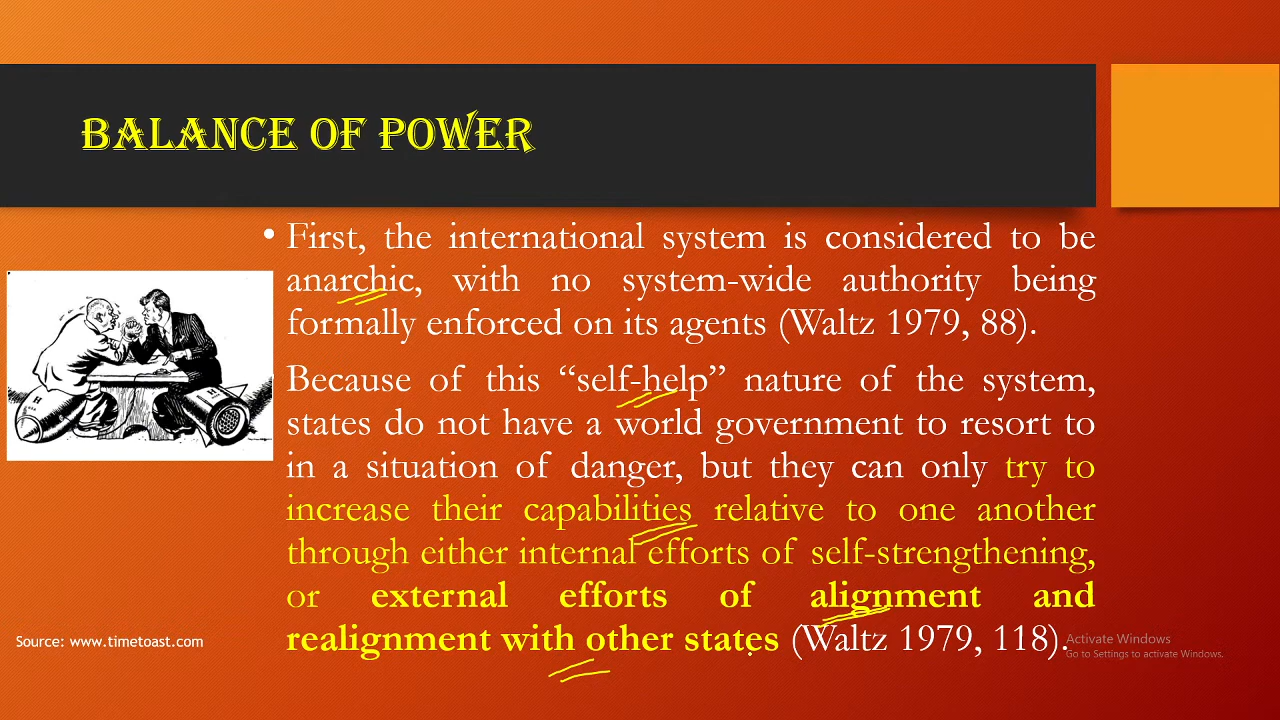 BALANCE OF POWER
• First, the international system is considered to be
anarchic, with no system-wide authority being
formally enforced on its agents (Waltz 1979, 88).
Because of this “self-help” nature of the system,
states do not have a world government to resort to
in a situation of danger, but they can only try to
increase their capabilities relative to one another
through either internal efforts of self-strengthening,
or external efforts of alignment and
realignment with other states (Waltz 1979, 118).
H
Source: www.timetoast.com
Activate Windows
Go to Settings to activate Windows.